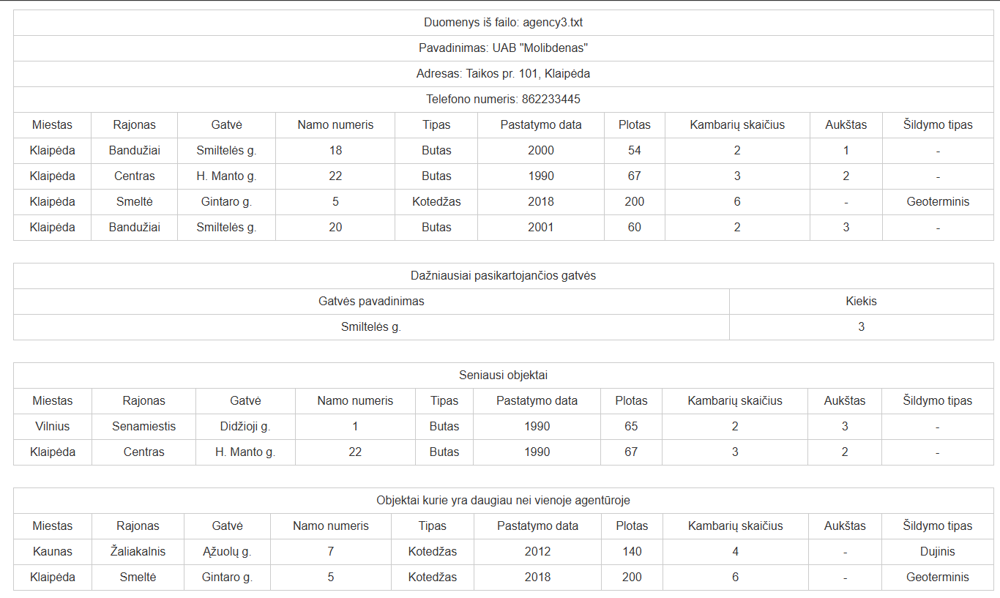 Duomenys iš failo: agency3.txt
Pavadinimas: UAB "Molibdenas"
Adresas: Taikos pr. 101, Klaipėda
Telefono numeris: 862233445
Miestas Rajonas Gatvė Namo numeris Tipas Pastatymo data Plotas Kambarių skaičius Aukštas Šildymo tipas
Klaipėda Bandužiai Smiltelės g. 18 Butas 2000 54 2 1 -
Klaipėda Centras H. Manto g. 22 Butas 1990 67 3 2 -
Klaipėda Smeltė Gintaro g. 5 Kotedžas 2018 200 6 - Geoterminis
Klaipėda Bandužiai Smiltelės g. 20 Butas 2001 60 2 3 -
Dažniausiai pasikartojančios gatvės
Gatvės pavadinimas Kiekis
Smiltelės g. 3
Seniausi objektai
Miestas Rajonas Gatvė Namo numeris Tipas Pastatymo data Plotas Kambarių skaičius Aukštas Šildymo tipas
Vilnius Senamiestis Didžioji g. 1 Butas 1990 65 2 3 -
Klaipėda Centras H. Manto g. 22 Butas 1990 67 3 2 -
Objektai kurie yra daugiau nei vienoje agentūroje
Miestas Rajonas Gatvė Namo numeris Tipas Pastatymo data Plotas Kambarių skaičius Aukštas Šildymo tipas
Kaunas Žaliakalnis Ąžuolų g. 7 Kotedžas 2012 140 4 - Dujinis
Klaipėda Smeltė Gintaro g. 5 Kotedžas 2018 200 6 - Geoterminis